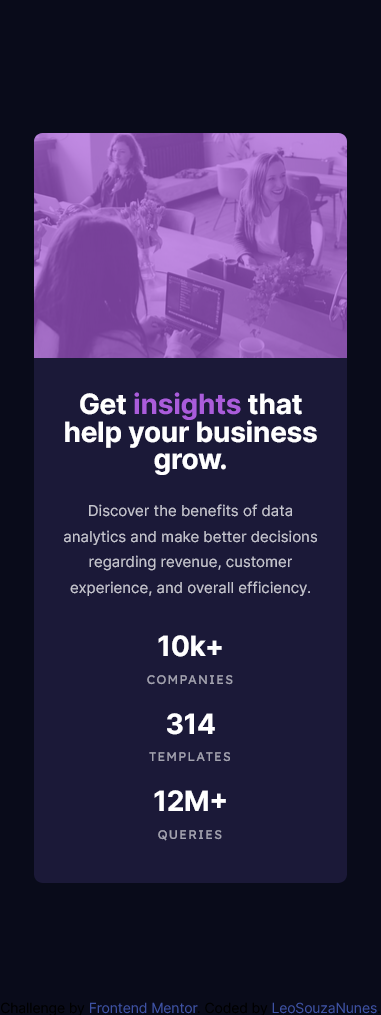 Get insights that
help your business
grow.
Discover the benefits of data
analytics and make better decisions
regarding revenue, customer
experience, and overall efficiency.
10k+
COMPANIES
314
TEMPLATES
12M+
QUERIES
Challenge by Frontend Mentor. Coded by LeoSouzaNunes